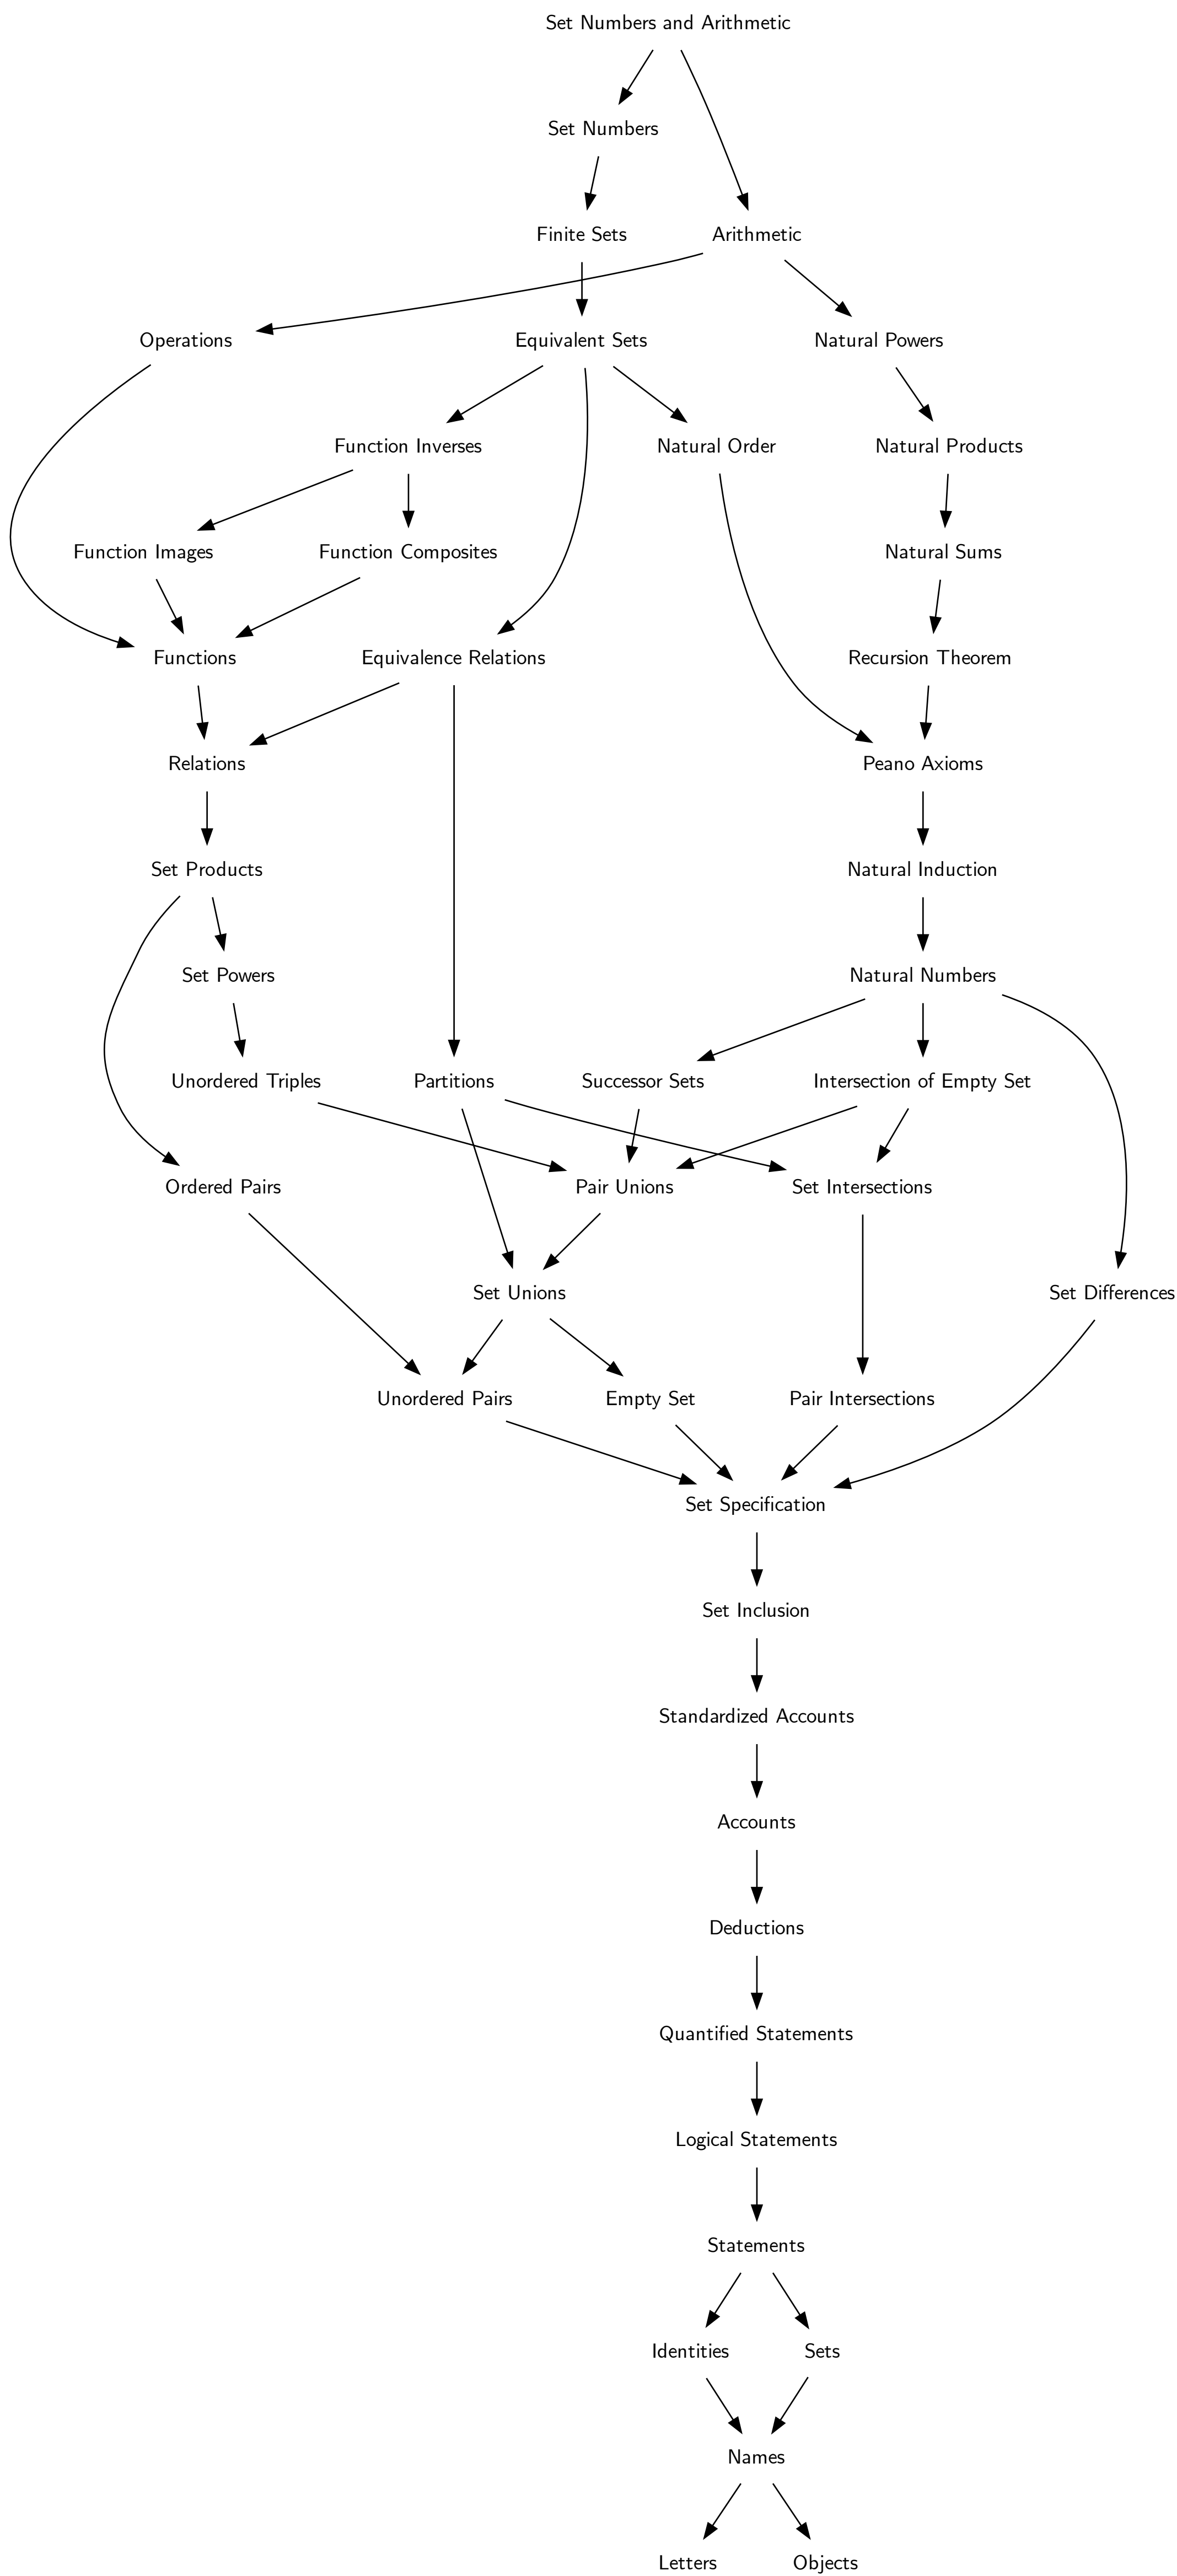 Set Numbers and Arithmetic
Set Numbers
Finite Sets
Arithmetic
Operations
Equivalent Sets
Natural Powers
Function Inverses
Natural Order
Natural Products
Function Images
Function Composites
Natural Sums
Functions
Equivalence Relations
Recursion Theorem
Relations
Peano Axioms
Set Products
Natural Induction
Set Powers
Natural Numbers
Unordered Triples
Partitions
Successor Sets
Intersection of Empty Set
Ordered Pairs
Pair Unions
Set Intersections
Set Unions
Set Differences
Unordered Pairs
Empty Set
Pair Intersections
Set Specification
Set Inclusion
Standardized Accounts
Accounts
Deductions
Quantified Statements
Logical Statements
Statements
Identities
Sets
Names
Letters
Objects